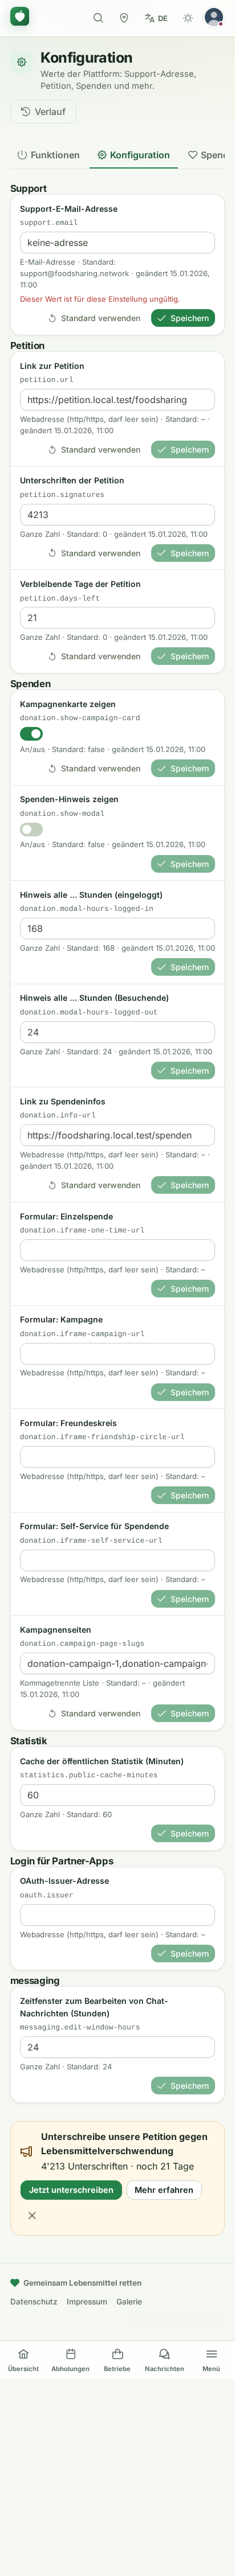 DE
Konfiguration
Werte der Plattform: Support-Adresse,
Petition, Spenden und mehr.
Verlauf
Funktionen
Konfiguration
Spend
Support
Support-E-Mail-Adresse
support.email
keine-adresse
E-Mail-Adresse · Standard:
support@foodsharing.network · geändert 15.01.2026,
11:00
Dieser Wert ist für diese Einstellung ungültig.
Standard verwenden Speichern
Petition
Link zur Petition
petition.url
https://petition.local.test/foodsharing
Webadresse (http/https, darf leer sein) · Standard: – ·
geändert 15.01.2026, 11:00
Standard verwenden Speichern
Unterschriften der Petition
petition.signatures
4213
Ganze Zahl · Standard: 0 · geändert 15.01.2026, 11:00
Standard verwenden Speichern
Verbleibende Tage der Petition
petition.days-left
21
Ganze Zahl · Standard: 0 · geändert 15.01.2026, 11:00
Standard verwenden Speichern
Spenden
Kampagnenkarte zeigen
donation.show-campaign-card
An/aus · Standard: false · geändert 15.01.2026, 11:00
Standard verwenden Speichern
Spenden-Hinweis zeigen
donation.show-modal
An/aus · Standard: false · geändert 15.01.2026, 11:00
Speichern
Hinweis alle … Stunden (eingeloggt)
donation.modal-hours-logged-in
168
Ganze Zahl · Standard: 168 · geändert 15.01.2026, 11:00
Speichern
Hinweis alle … Stunden (Besuchende)
donation.modal-hours-logged-out
24
Ganze Zahl · Standard: 24 · geändert 15.01.2026, 11:00
Speichern
Link zu Spendeninfos
donation.info-url
https://foodsharing.local.test/spenden
Webadresse (http/https, darf leer sein) · Standard: – ·
geändert 15.01.2026, 11:00
Standard verwenden Speichern
Formular: Einzelspende
donation.iframe-one-time-url
Webadresse (http/https, darf leer sein) · Standard: –
Speichern
Formular: Kampagne
donation.iframe-campaign-url
Webadresse (http/https, darf leer sein) · Standard: –
Speichern
Formular: Freundeskreis
donation.iframe-friendship-circle-url
Webadresse (http/https, darf leer sein) · Standard: –
Speichern
Formular: Self-Service für Spendende
donation.iframe-self-service-url
Webadresse (http/https, darf leer sein) · Standard: –
Speichern
Kampagnenseiten
donation.campaign-page-slugs
donation-campaign-1,donation-campaign-
Kommagetrennte Liste · Standard: – · geändert
15.01.2026, 11:00
Standard verwenden Speichern
Statistik
Cache der öffentlichen Statistik (Minuten)
statistics.public-cache-minutes
60
Ganze Zahl · Standard: 60
Speichern
Login für Partner-Apps
OAuth-Issuer-Adresse
oauth.issuer
Webadresse (http/https, darf leer sein) · Standard: –
Speichern
messaging
Zeitfenster zum Bearbeiten von Chat-
Nachrichten (Stunden)
messaging.edit-window-hours
24
Ganze Zahl · Standard: 24
Speichern
Unterschreibe unsere Petition gegen
Lebensmittelverschwendung
4'213 Unterschriften · noch 21 Tage
Jetzt unterschreiben Mehr erfahren
Gemeinsam Lebensmittel retten
Datenschutz Impressum Galerie
Übersicht Abholungen Betriebe Nachrichten Menü